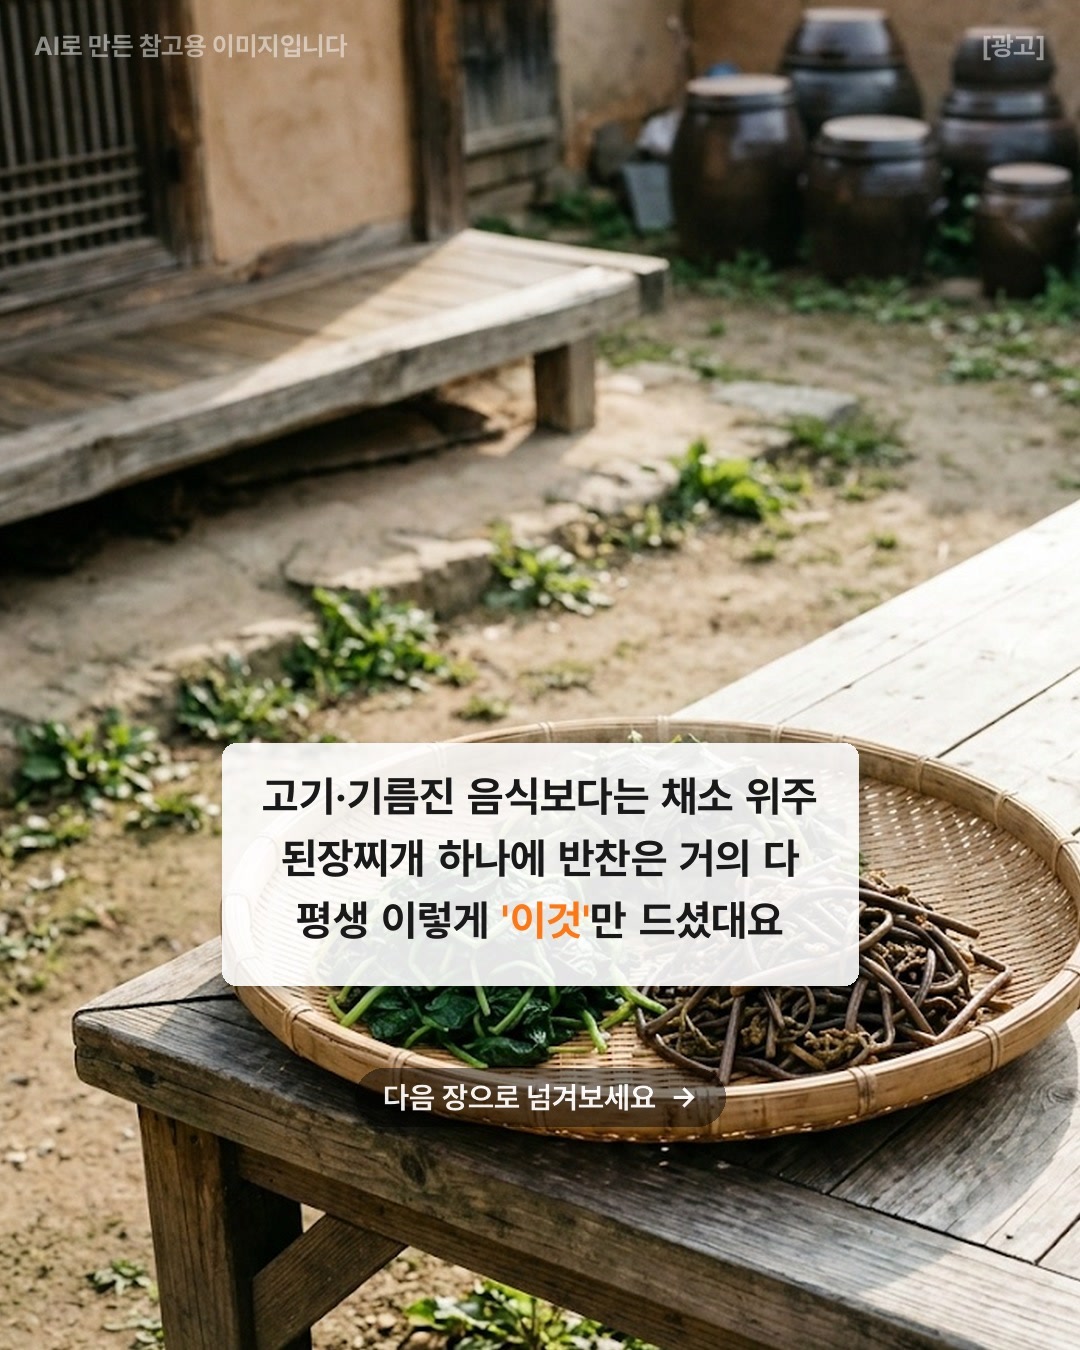 AI로 만든 참고용 이미지입니다
[광고]
고기·기름진 음식보다는 채소 위주
된장찌개 하나에 반찬은 거의 다
평생 이렇게 '이것'만 드셨대요
다음 장으로 넘겨보세요 →